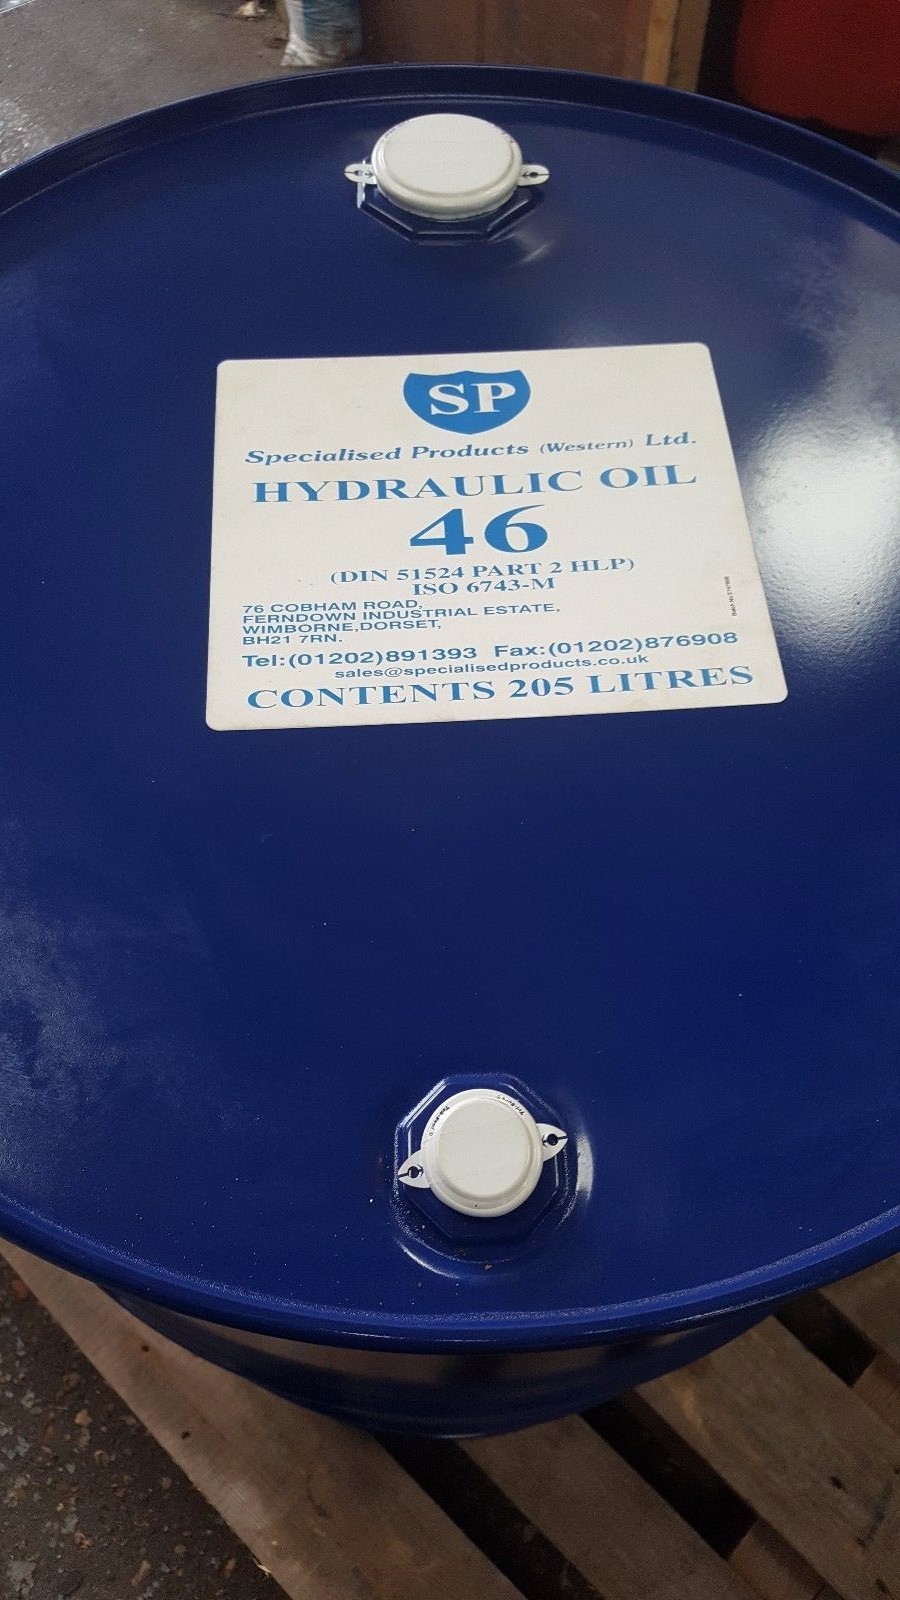 SP
Specialised Products (Western) Ltd.
HYDRAULIC OIL
46
(DIN 51524 PART 2 HLP)
ISO 6743-M
76 COBHAM ROAD,
FERNDOWN INDUSTRIAL ESTATE,
WIMBORNE,DORSET,
BH21 7RN.
Tel:(01202)891393 Fax:(01202)876908
sales@specialisedproducts.co.uk
CONTENTS 205 LITRES